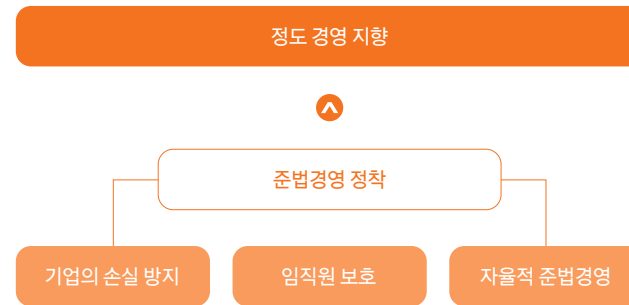 정도 경영 지향
준법경영 정착
기업의 손실 방지
임직원 보호
자율적 준법경영